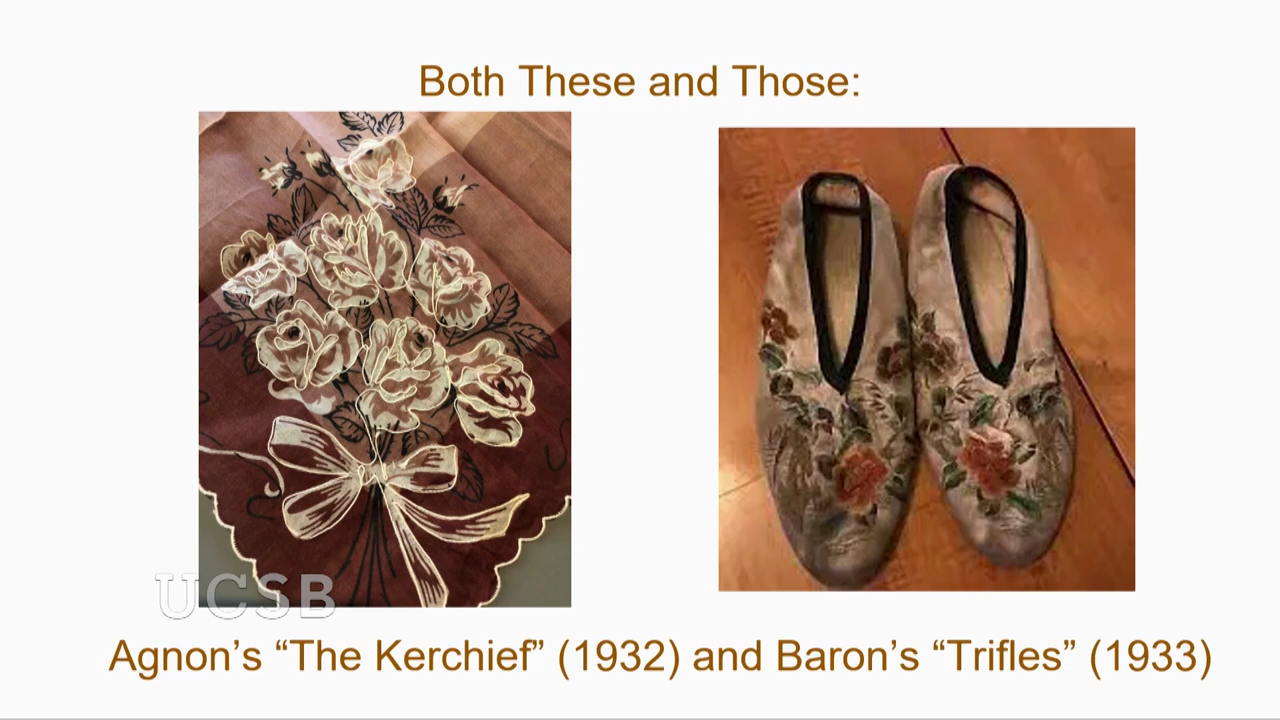 Both These and Those:
UCSB
Agnon’s “The Kerchief” (1932) and Baron’s “Trifles” (1933)